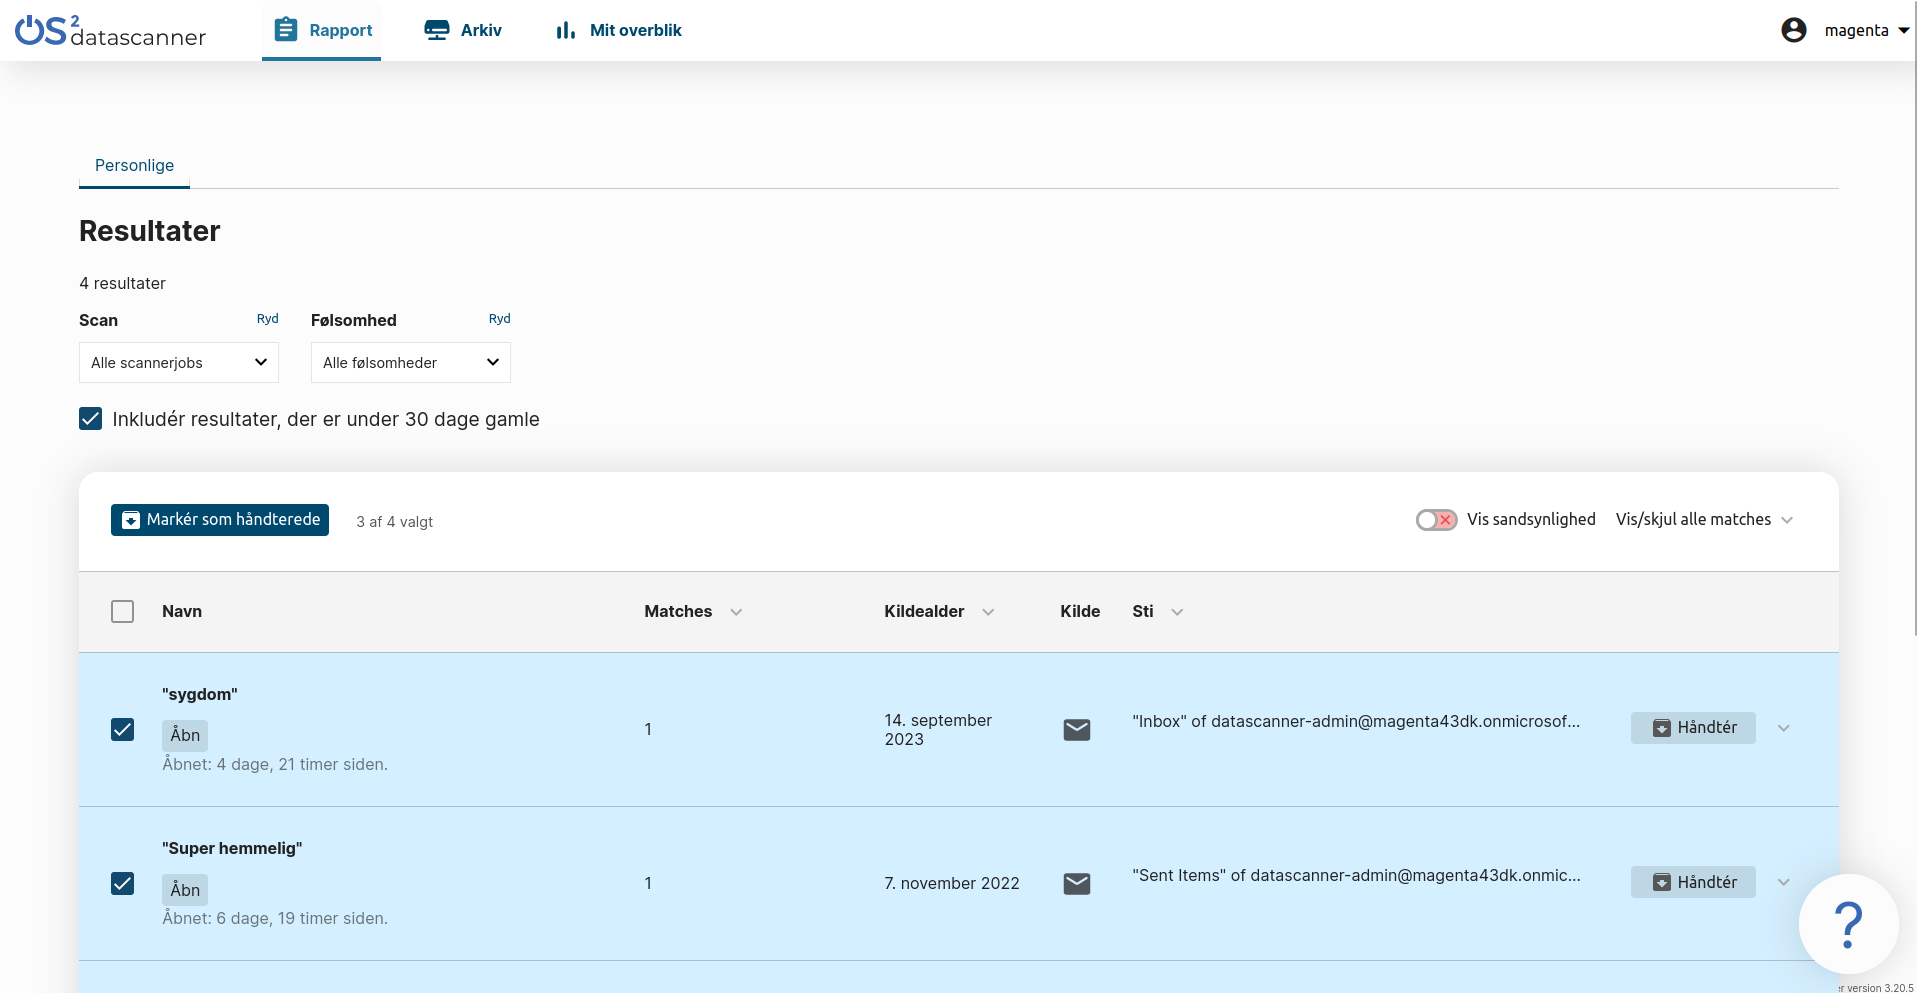 OS2 datascanner
Rapport
Arkiv
Mit overblik
magenta
Personlige
Resultater
4 resultater
Scan Ryd
Følsomhed Ryd
Alle scannerjobs
Alle følsomheder
Inkludér resultater, der er under 30 dage gamle
Markér som håndterede
3 af 4 valgt
Vis sandsynlighed
Vis/skjul alle matches
Navn Matches Kildealder Kilde Sti
"sygdom"
Åbn
Åbnet: 4 dage, 21 timer siden.
1
14. september
2023
"Inbox" of datascanner-admin@magenta43dk.onmicrosof...
Håndtér
"Super hemmelig"
Åbn
Åbnet: 6 dage, 19 timer siden.
1
7. november 2022
"Sent Items" of datascanner-admin@magenta43dk.onmic...
Håndtér
?
version 3.20.5